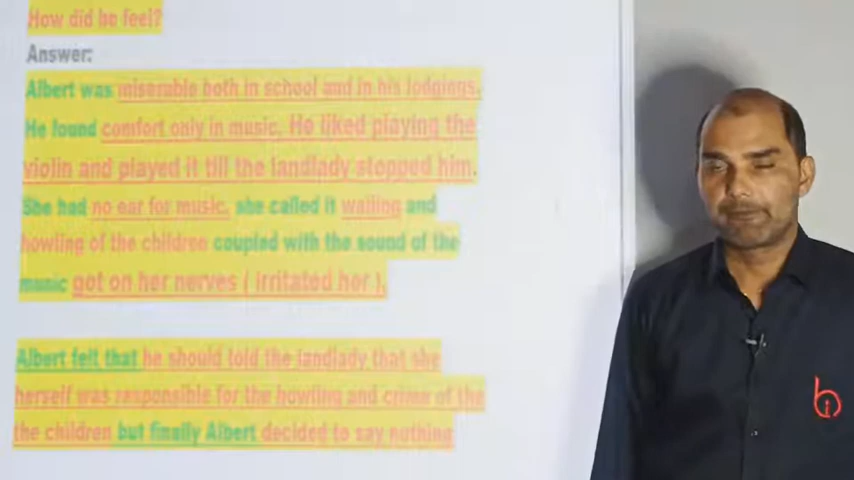 How did he feel?
Answer:
Albert was miserable both in school and in his lodgings.
He found comfort only in music. He liked playing the
violin and played it till the landlady stopped him.
She had no ear for music. she called it wailing and
howling of the children coupled with the sound of the
music got on her nerves ( irritated her ).
Albert felt that he should told the landlady that she
herself was responsible for the howling and crime of the
the children but finally Albert decided to say nothing